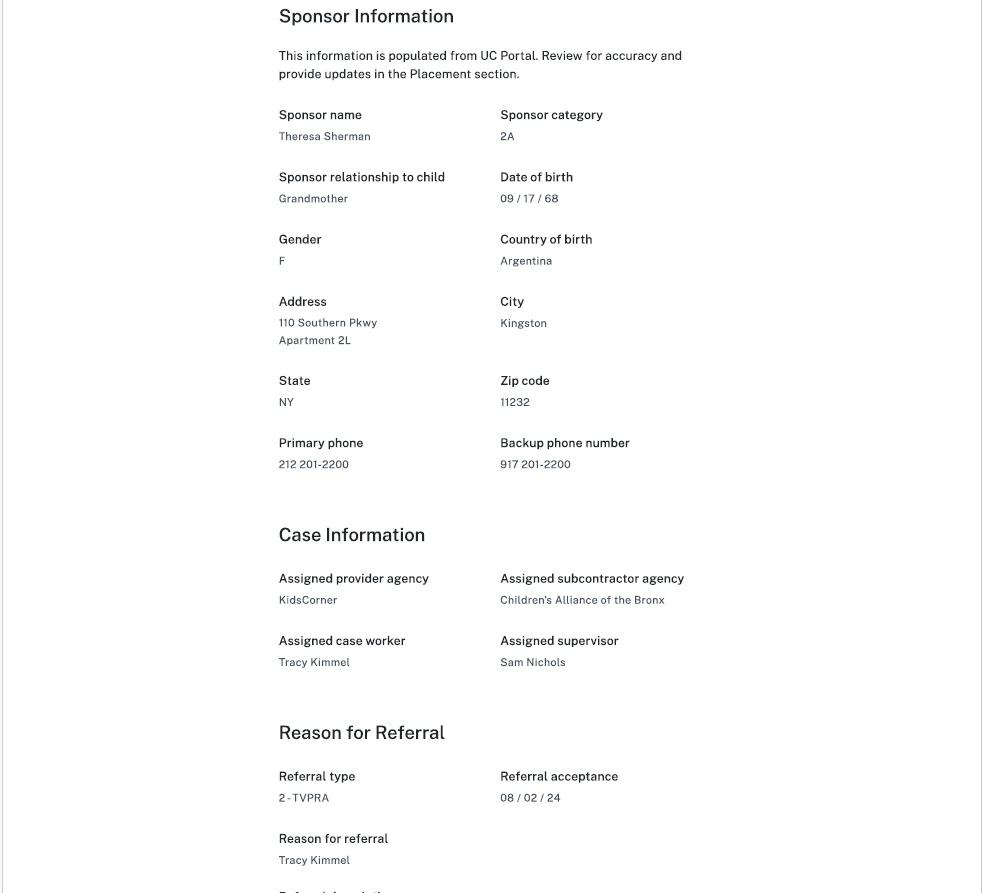 Sponsor Information
This information is populated from UC Portal. Review for accuracy and
provide updates in the Placement section.
Sponsor name
Sponsor category
Theresa Sherman
2A
Sponsor relationship to child
Date of birth
Grandmother
09 / 17 / 68
Gender
Country of birth
F
Argentina
Address
City
110 Southern Pkwy
Kingston
Apartment 2L
State
Zip code
NY
11232
Primary phone
Backup phone number
212 201-2200
917 201-2200
Case Information
Assigned provider agency
Assigned subcontractor agency
KidsCorner
Children's Alliance of the Bronx
Assigned case worker
Assigned supervisor
Tracy Kimmel
Sam Nichols
Reason for Referral
Referral type
Referral acceptance
2 - TVPRA
08 / 02 / 24
Reason for referral
Tracy Kimmel